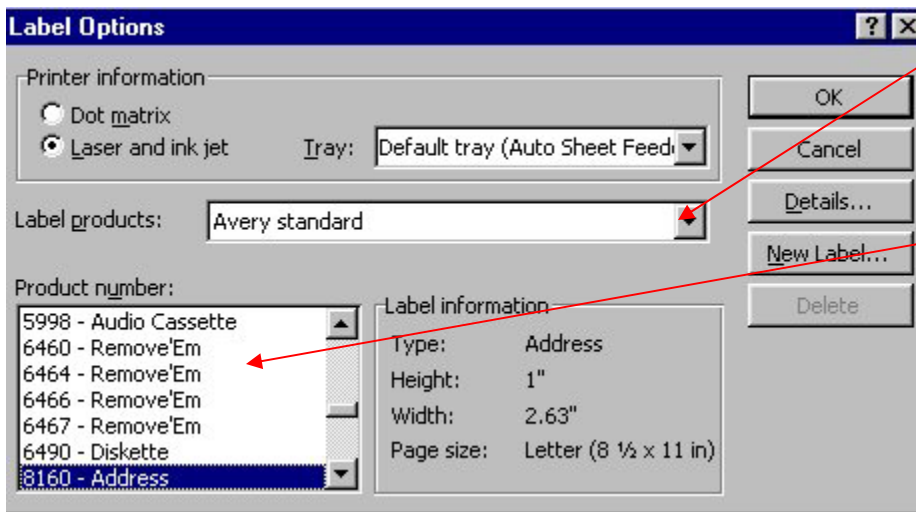 Label Options
Printer information
Dot matrix
Laser and ink jet
Tray:
Default tray (Auto Sheet Feed
Label products:
Avery standard
Product number:
5998 - Audio Cassette
6460 - Remove'Em
6464 - Remove'Em
6466 - Remove'Em
6467 - Remove'Em
6490 - Diskette
8160 - Address
Label information
Type: Address
Height: 1"
Width: 2.63"
Page size: Letter (8 ½ x 11 in)
OK
Cancel
Details...
New Label...
Delete